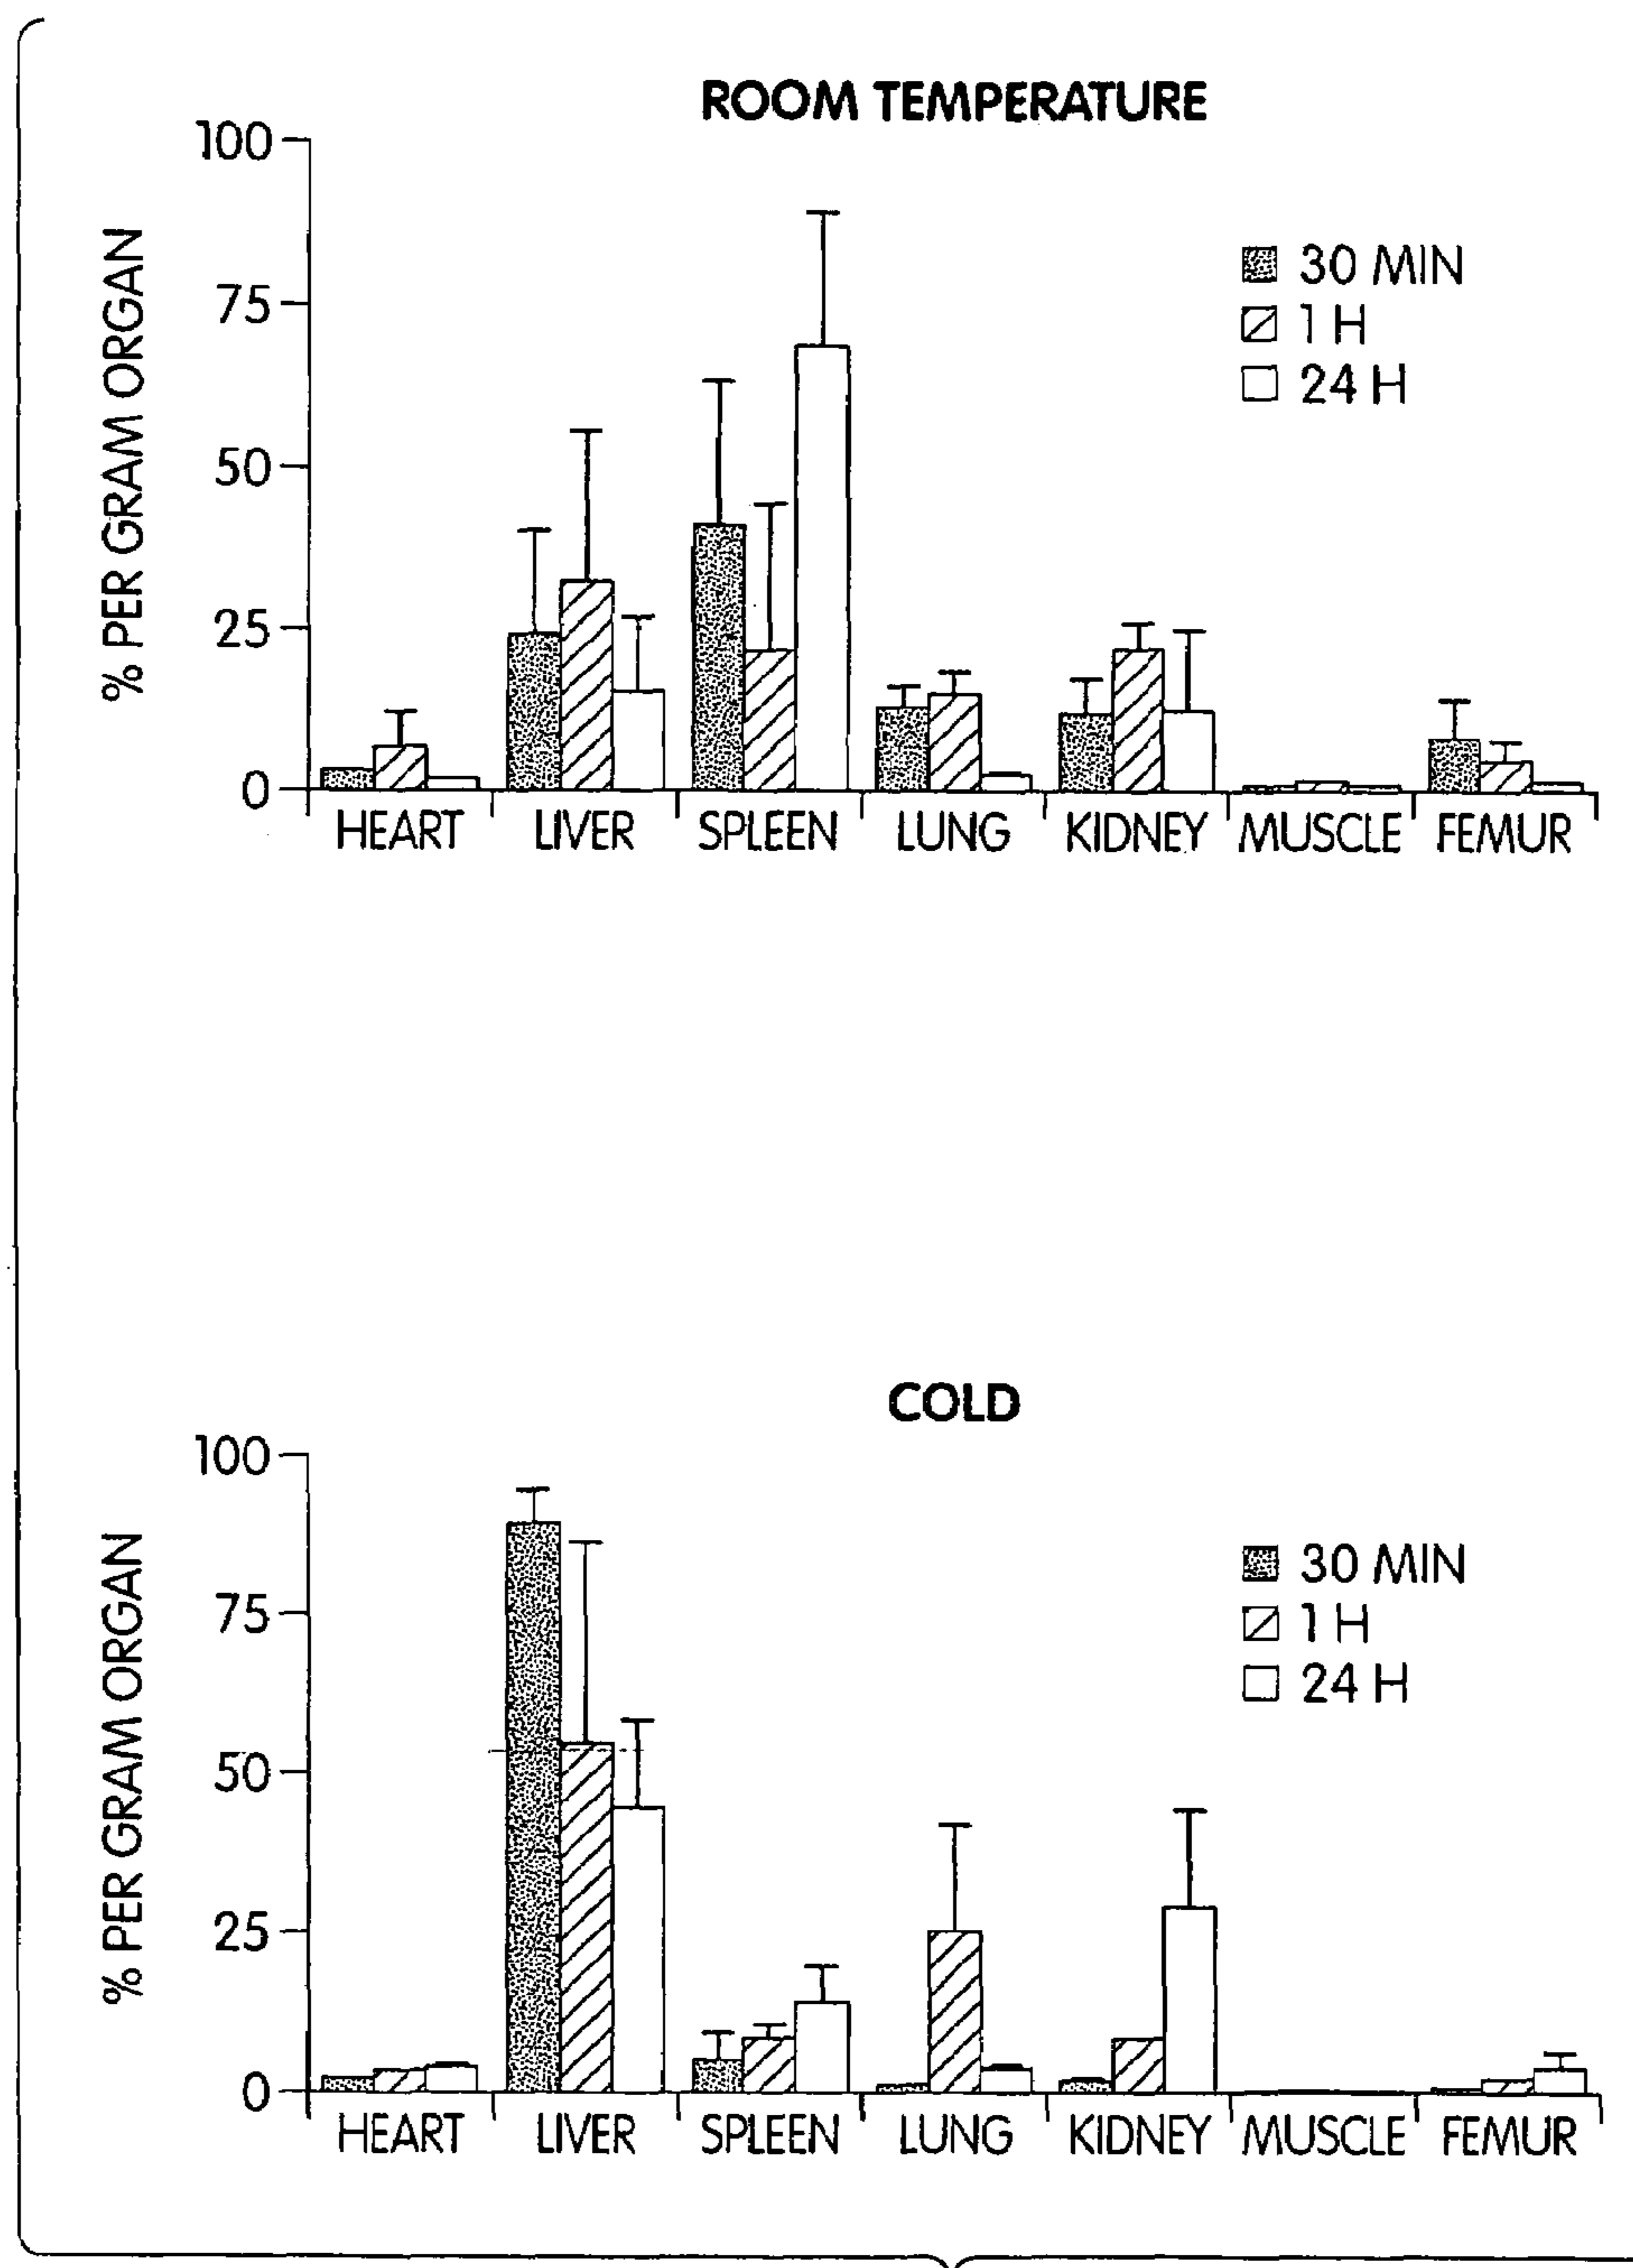 ROOM TEMPERATURE
% PER GRAM ORGAN
100
75
50
25
0
30 MIN
1 H
24 H
HEART LIVER SPLEEN LUNG KIDNEY MUSCLE FEMUR
COLD
% PER GRAM ORGAN
100
75
50
25
0
30 MIN
1 H
24 H
HEART LIVER SPLEEN LUNG KIDNEY MUSCLE FEMUR